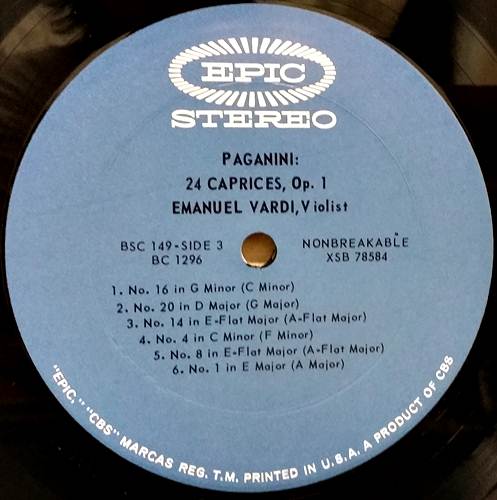 EPIC
STEREO
PAGANINI:
24 CAPRICES, Op. 1
EMANUEL VARDI, Violist
BSC 149-SIDE 3
BC 1296
NONBREAKABLE
XSB 78584
1. No. 16 in G Minor (C Minor)
2. No. 20 in D Major (G Major)
3. No. 14 in E-Flat Major (A-Flat Major)
4. No. 4 in C Minor (F Minor)
5. No. 8 in E-Flat Major (A-Flat Major)
6. No. 1 in E Major (A Major)
"EPIC," "CBS" MARCAS REG. T.M. PRINTED IN U.S.A. A PRODUCT OF CBS